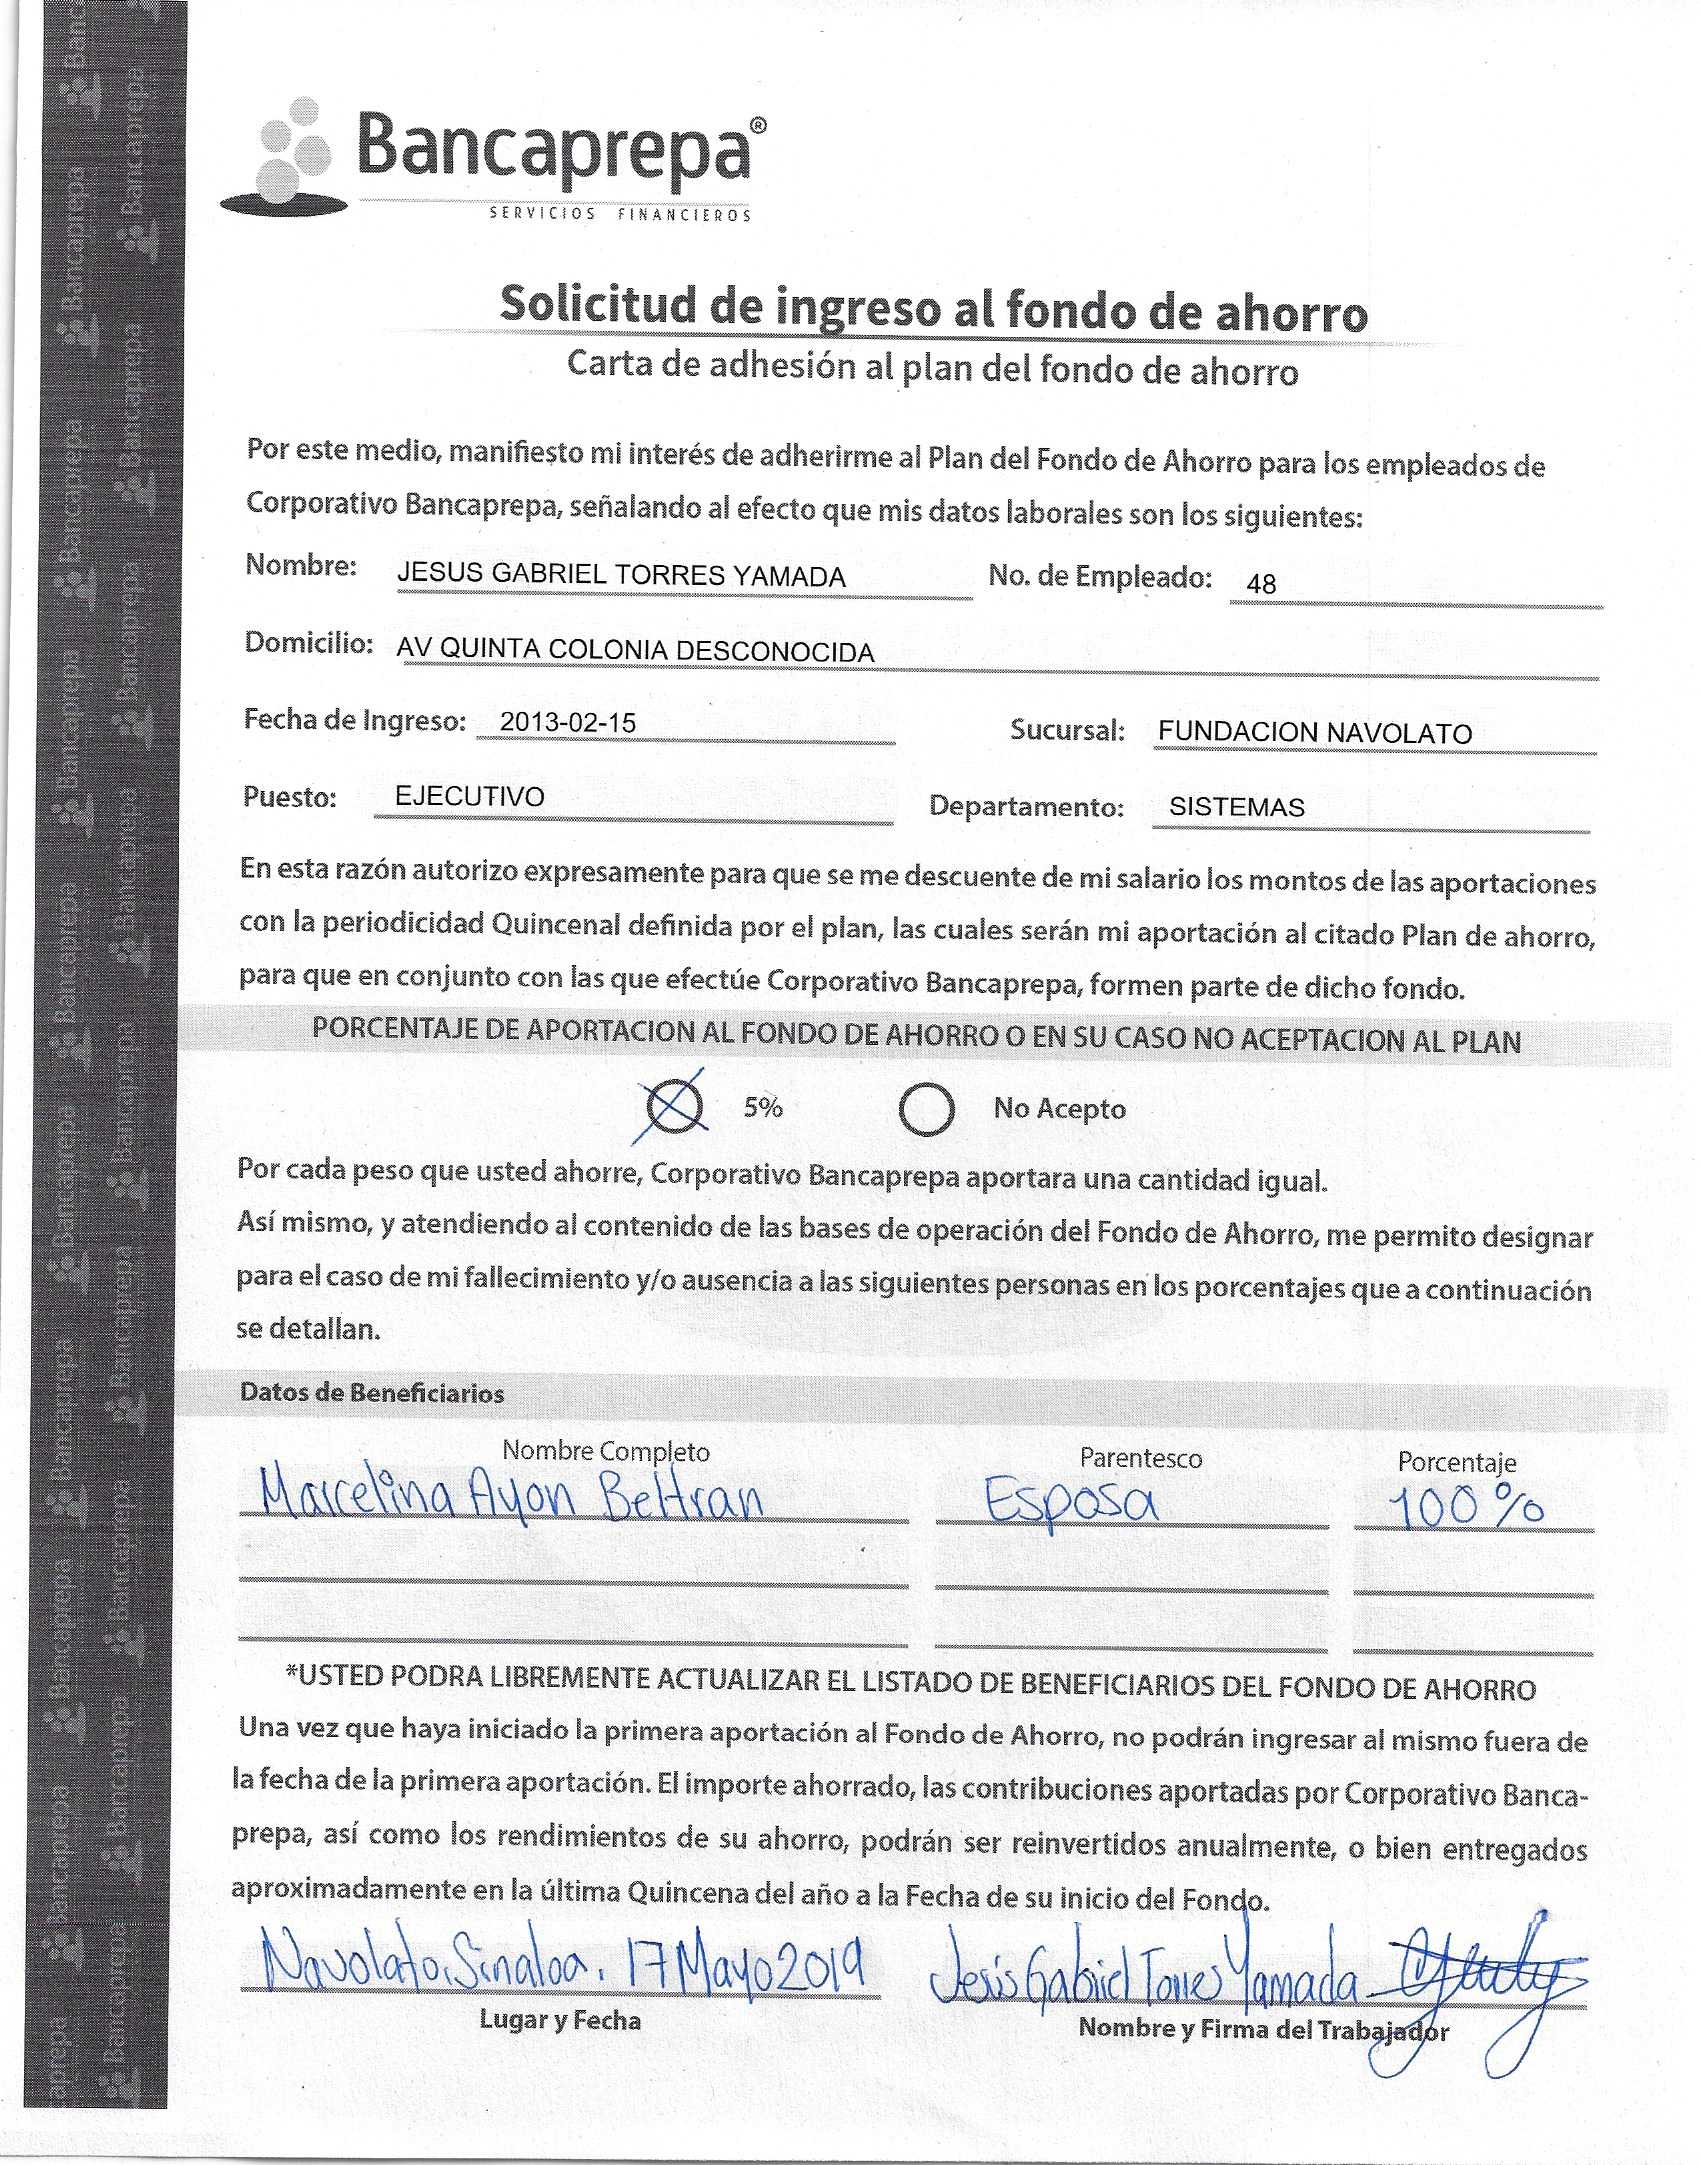 Bancaprepa®
SERVICIOS FINANCIEROS
Solicitud de ingreso al fondo de ahorro
Carta de adhesión al plan del fondo de ahorro
Por este medio, manifiesto mi interés de adherirme al Plan del Fondo de Ahorro para los empleados de
Corporativo Bancaprepa, señalando al efecto que mis datos laborales son los siguientes:
Nombre: JESUS GABRIEL TORRES YAMADA No. de Empleado: 48
Domicilio: AV QUINTA COLONIA DESCONOCIDA
Fecha de Ingreso: 2013-02-15 Sucursal: FUNDACION NAVOLATO
Puesto: EJECUTIVO Departamento: SISTEMAS
En esta razón autorizo expresamente para que se me descuente de mi salario los montos de las aportaciones
con la periodicidad Quincenal definida por el plan, las cuales serán mi aportación al citado Plan de ahorro,
para que en conjunto con las que efectúe Corporativo Bancaprepa, formen parte de dicho fondo.
PORCENTAJE DE APORTACION AL FONDO DE AHORRO O EN SU CASO NO ACEPTACION AL PLAN
5% No Acepto
Por cada peso que usted ahorre, Corporativo Bancaprepa aportara una cantidad igual.
Así mismo, y atendiendo al contenido de las bases de operación del Fondo de Ahorro, me permito designar
para el caso de mi fallecimiento y/o ausencia a las siguientes personas en los porcentajes que a continuación
se detallan.
Datos de Beneficiarios
Nombre Completo Parentesco Porcentaje
Marcelina Ayon Beltran Esposa 100%
*USTED PODRA LIBREMENTE ACTUALIZAR EL LISTADO DE BENEFICIARIOS DEL FONDO DE AHORRO
Una vez que haya iniciado la primera aportación al Fondo de Ahorro, no podrán ingresar al mismo fuera de
la fecha de la primera aportación. El importe ahorrado, las contribuciones aportadas por Corporativo Banca-
prepa, así como los rendimientos de su ahorro, podrán ser reinvertidos anualmente, o bien entregados
aproximadamente en la última Quincena del año a la Fecha de su inicio del Fondo.
Navolato, Sinaloa. 17 Mayo 2019 Jesús Gabriel Torres Yamada
Lugar y Fecha Nombre y Firma del Trabajador